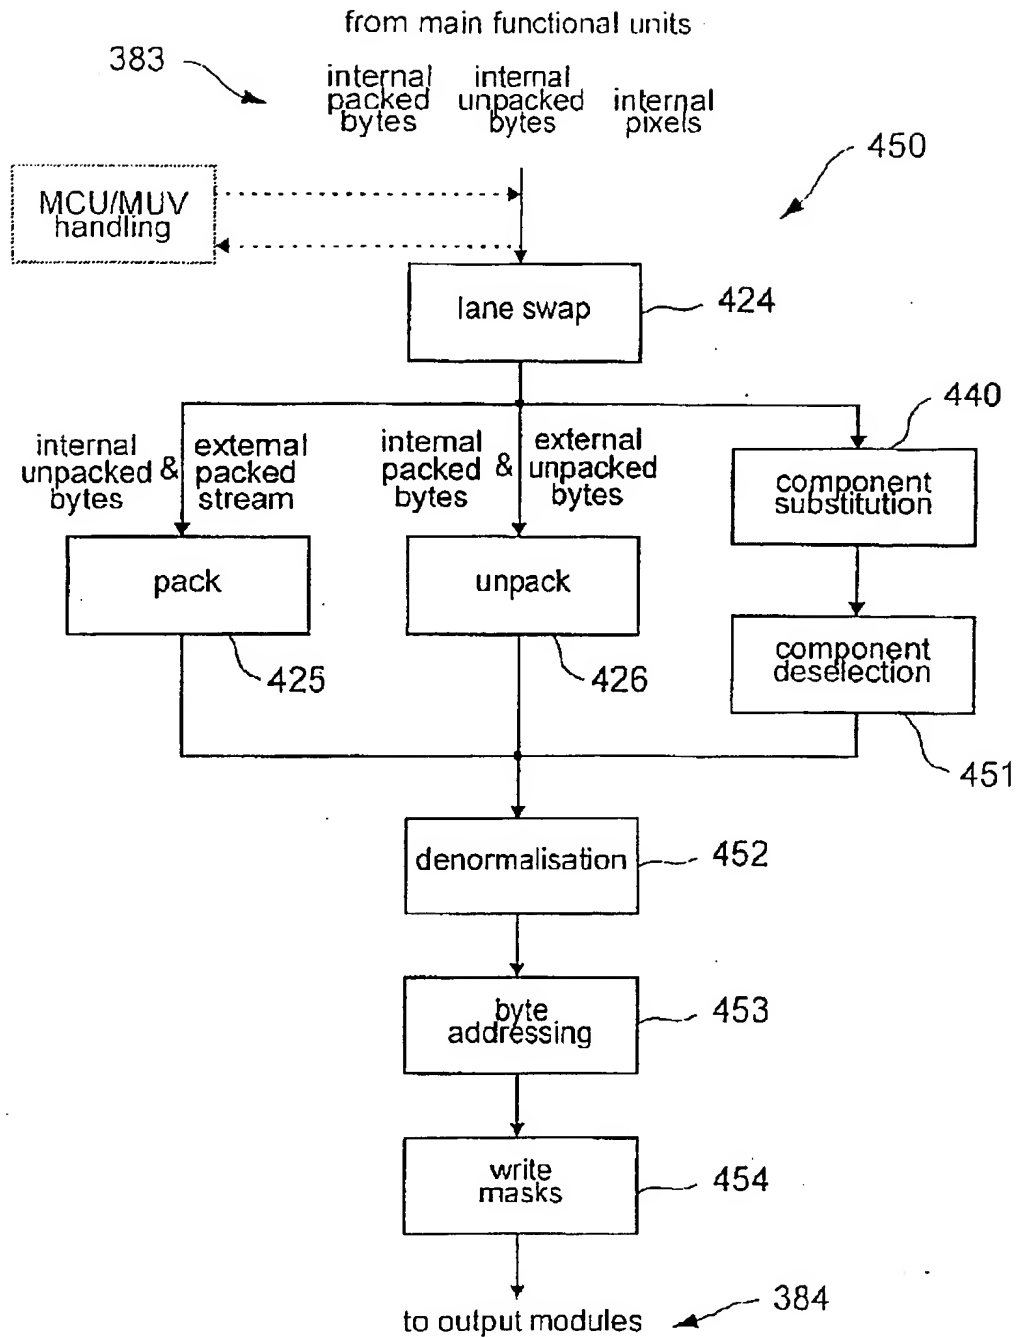 from main functional units
383
internal
packed
bytes
internal
unpacked
bytes
internal
pixels
450
MCU/MUV
handling
lane swap
424
440
internal
unpacked
bytes
&
external
packed
stream
internal
packed
bytes
&
external
unpacked
bytes
component
substitution
pack
unpack
component
deselection
425
426
451
denormalisation
452
byte
addressing
453
write
masks
454
to output modules
384